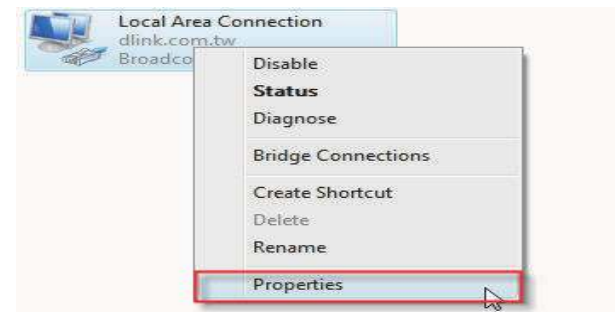 Local Area Connection
dlink.com.tw
Broadco
Disable
Status
Diagnose
Bridge Connections
Create Shortcut
Delete
Rename
Properties